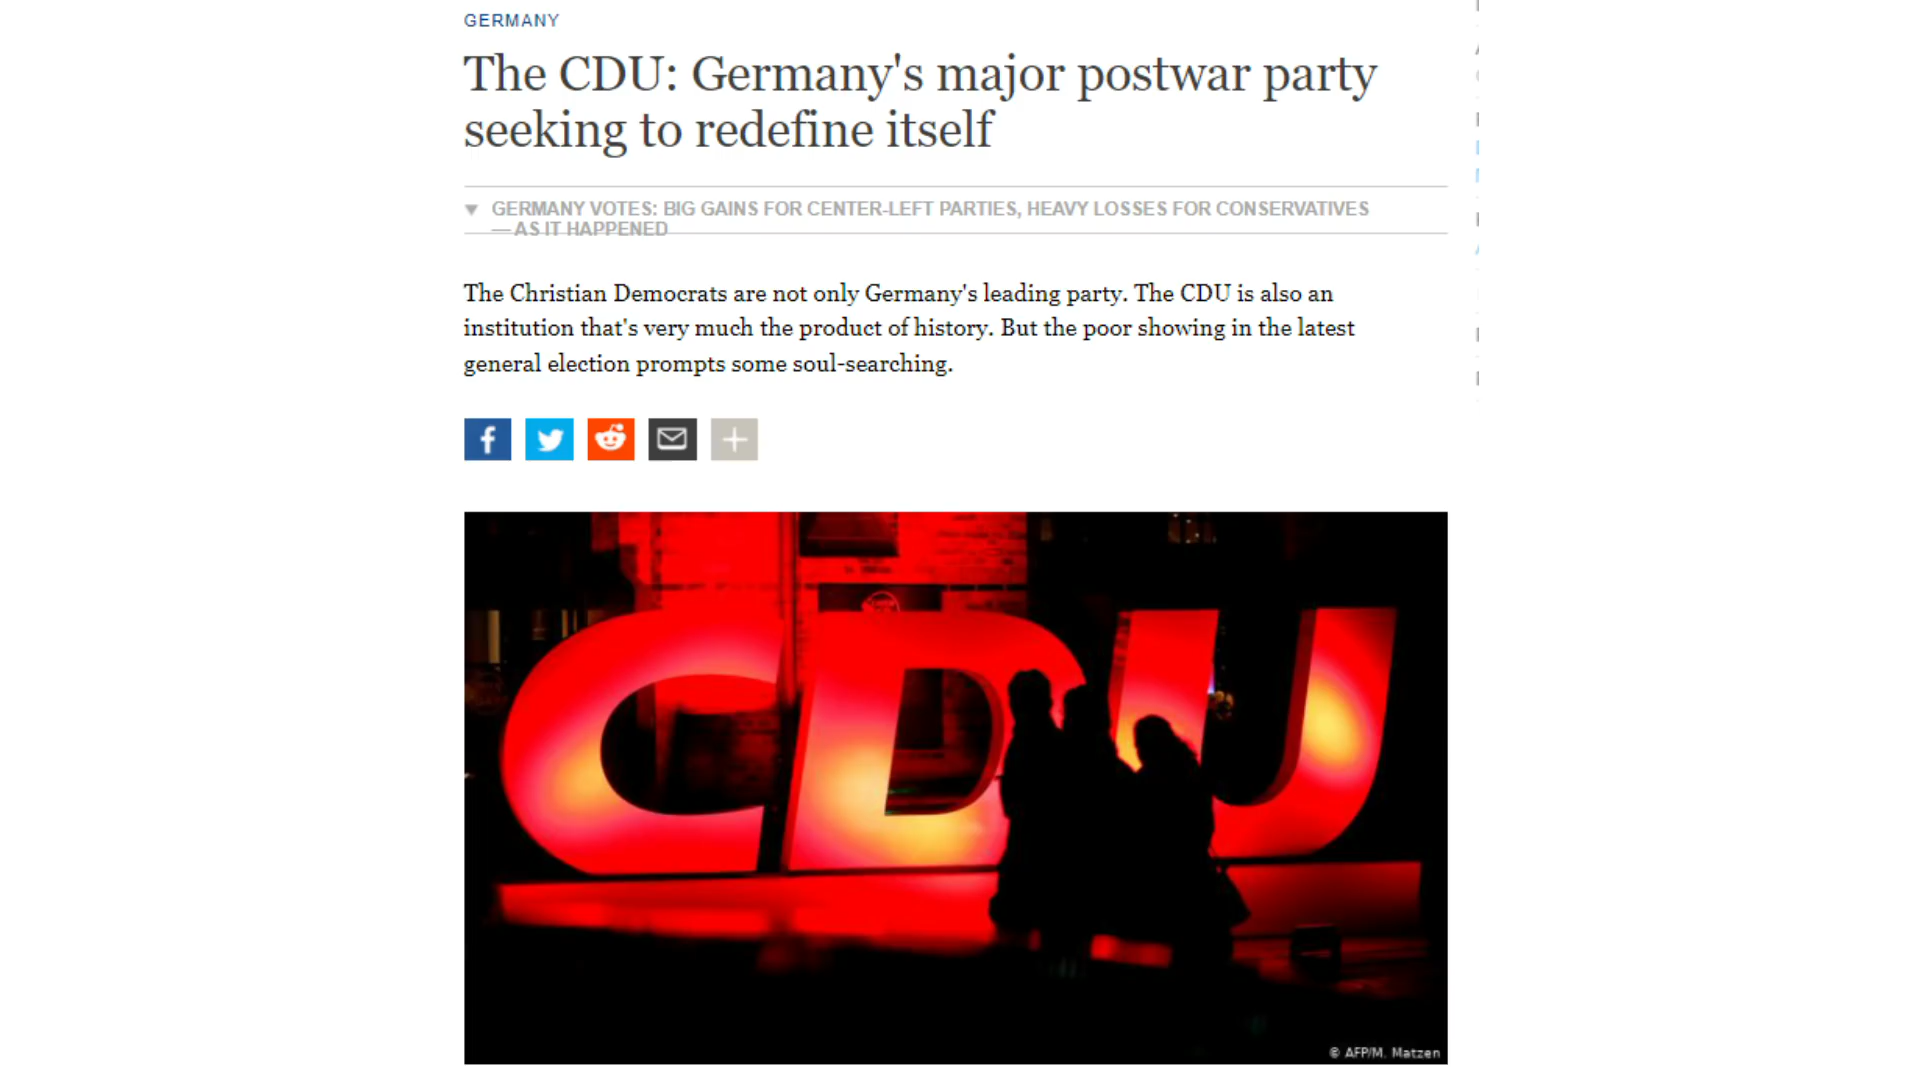 GERMANY
The CDU: Germany's major postwar party
seeking to redefine itself
GERMANY VOTES: BIG GAINS FOR CENTER-LEFT PARTIES, HEAVY LOSSES FOR CONSERVATIVES
— AS IT HAPPENED
The Christian Democrats are not only Germany's leading party. The CDU is also an
institution that's very much the product of history. But the poor showing in the latest
general election prompts some soul-searching.
CDU
© AFP/M. Matzen